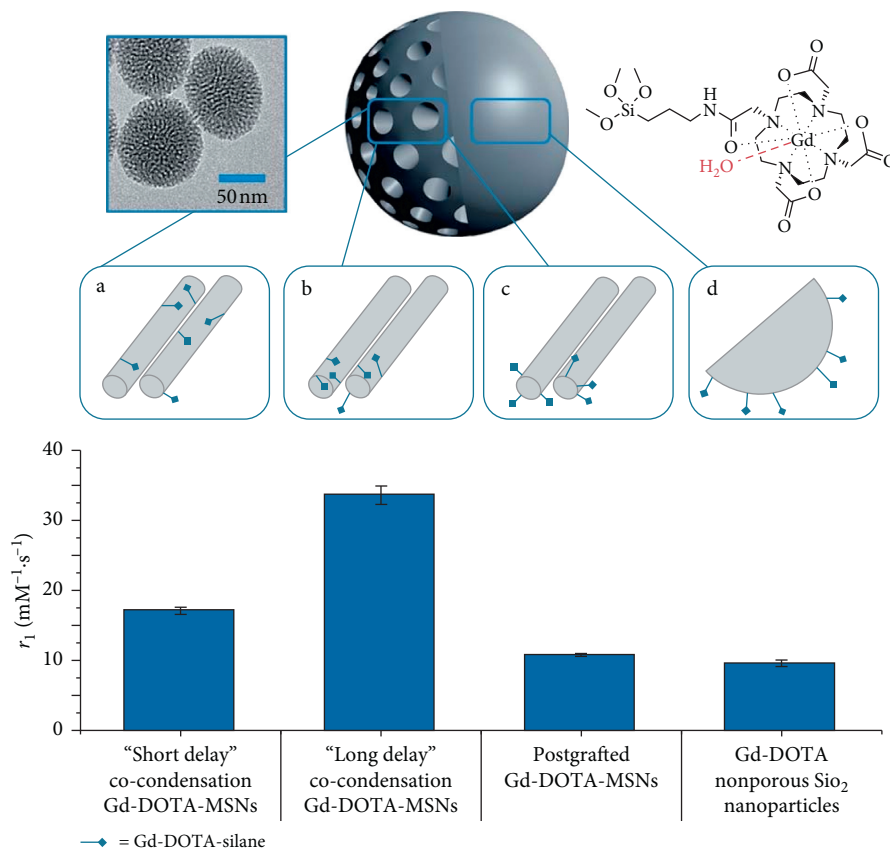 50 nm
O
O
O
Si
H
N
O
O
O
O
O
O
O
N
N
N
N
Gd
H₂O
a
b
c
d
r₁ (mM⁻¹·s⁻¹)
40
30
20
10
0
"Short delay"
co-condensation
Gd-DOTA-MSNs
"Long delay"
co-condensation
Gd-DOTA-MSNs
Postgrafted
Gd-DOTA-MSNs
Gd-DOTA
nonporous Sio₂
nanoparticles
= Gd-DOTA-silane